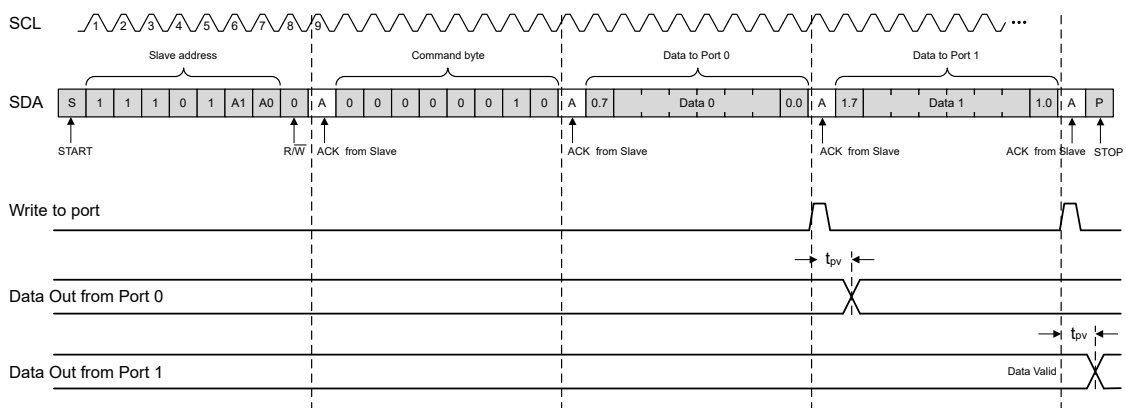 SCL 1 2 3 4 5 6 7 8 9 •••
Slave address Command byte Data to Port 0 Data to Port 1
SDA S 1 1 1 0 1 A1 A0 0 A 0 0 0 0 0 0 1 0 A 0.7 Data 0 0.0 A 1.7 Data 1 1.0 A P
START R/W̅ ACK from Slave ACK from Slave ACK from Slave ACK from Slave STOP
Write to port
tpv
Data Out from Port 0
tpv
Data Out from Port 1 Data Valid